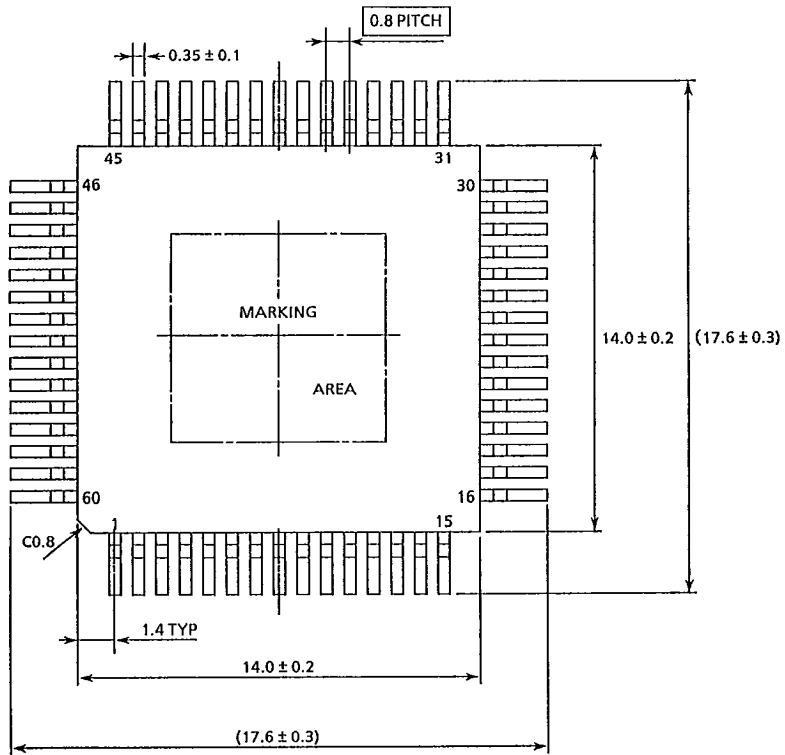 0.8 PITCH
0.35 ± 0.1
45
31
46
30
MARKING
14.0 ± 0.2
(17.6 ± 0.3)
AREA
60
16
1
15
C0.8
1.4 TYP
14.0 ± 0.2
(17.6 ± 0.3)